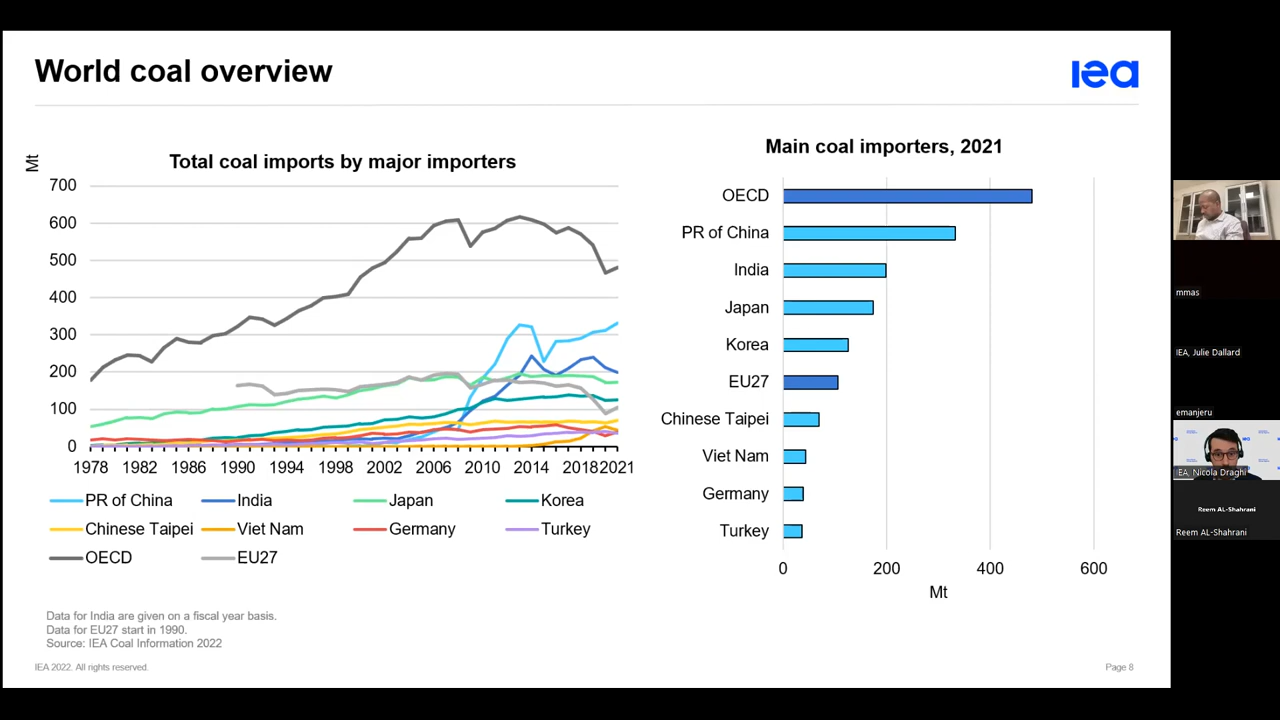 World coal overview
iea
Mt
Total coal imports by major importers
700
600
500
400
300
200
100
0
1978 1982 1986 1990 1994 1998 2002 2006 2010 2014 2018 2021
PR of China India Japan Korea
Chinese Taipei Viet Nam Germany Turkey
OECD EU27
Main coal importers, 2021
OECD
PR of China
India
Japan
Korea
EU27
Chinese Taipei
Viet Nam
Germany
Turkey
0 200 400 600
Mt
Data for India are given on a fiscal year basis.
Data for EU27 start in 1990.
Source: IEA Coal Information 2022
IEA 2022. All rights reserved.
Page 8
mmas
IEA, Julie Dallard
emanjeru
IEA, Nicola Draghi
Reem AL-Shahrani
Reem AL-Shahrani